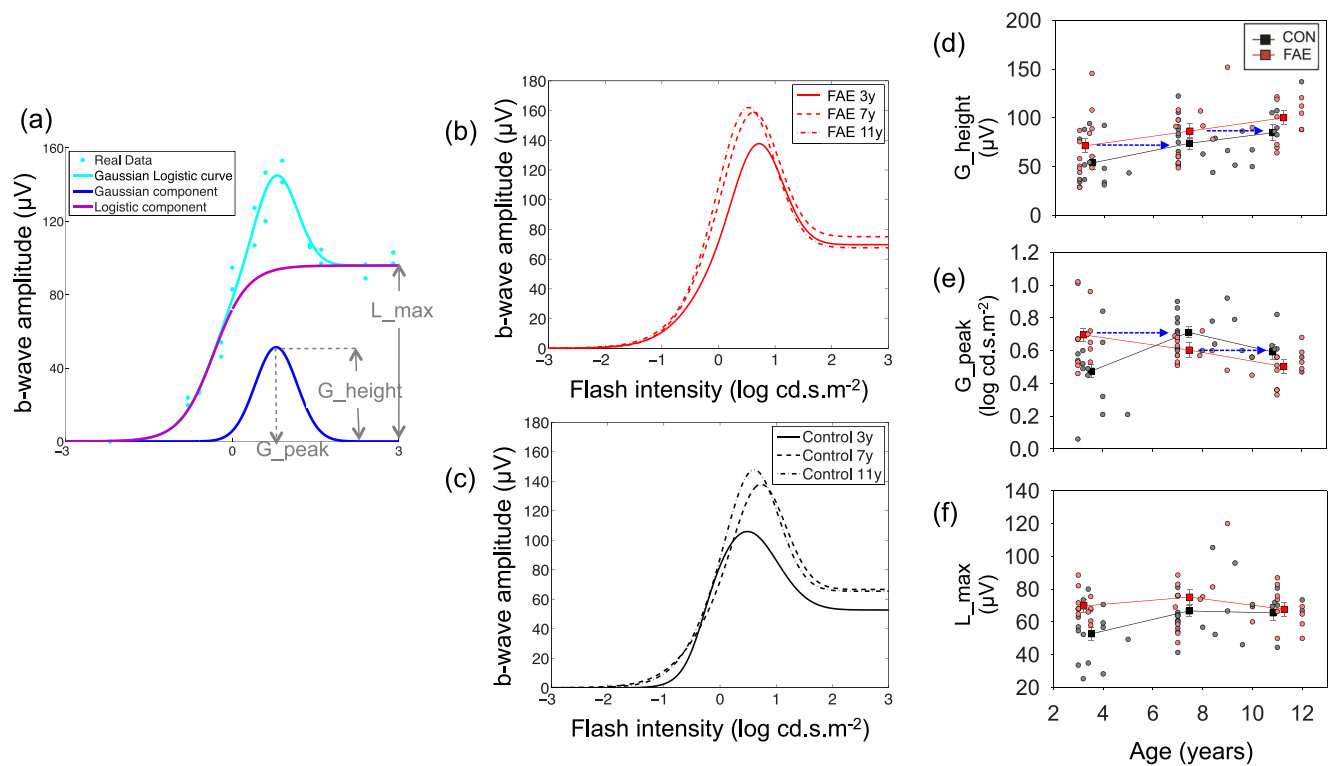 (a)
b-wave amplitude (µV)
160
120
80
40
0
Real Data
Gaussian Logistic curve
Gaussian component
Logistic component
L_max
G_height
G_peak
−3
0
3
(b)
b-wave amplitude (µV)
180
160
140
120
100
80
60
40
20
0
FAE 3y
FAE 7y
FAE 11y
−3
−2
−1
0
1
2
3
Flash intensity (log cd.s.m-2)
(c)
b-wave amplitude (µV)
180
160
140
120
100
80
60
40
20
0
Control 3y
Control 7y
Control 11y
−3
−2
−1
0
1
2
3
Flash intensity (log cd.s.m-2)
(d)
G_height
(µV)
200
150
100
50
0
CON
FAE
(e)
G_peak
(log cd.s.m-2)
1.2
1.0
0.8
0.6
0.4
0.2
0.0
(f)
L_max
(µV)
140
120
100
80
60
40
20
2
4
6
8
10
12
Age (years)